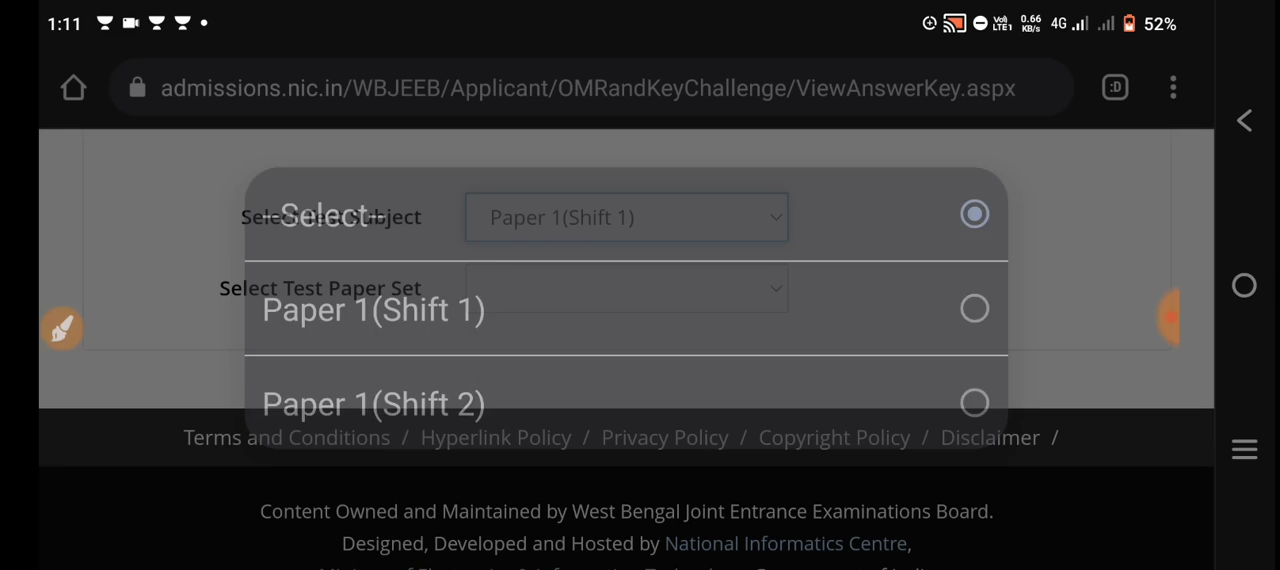 1:11
Vo)) LTE1 0.66 KB/s 4G 52%
admissions.nic.in/WBJEEB/Applicant/OMRandKeyChallenge/ViewAnswerKey.aspx
:D
Select Test Subject Paper 1(Shift 1)
--Select--
Select Test Paper Set
Paper 1(Shift 1)
Paper 1(Shift 2)
Terms and Conditions / Hyperlink Policy / Privacy Policy / Copyright Policy / Disclaimer /
Content Owned and Maintained by West Bengal Joint Entrance Examinations Board.
Designed, Developed and Hosted by National Informatics Centre,